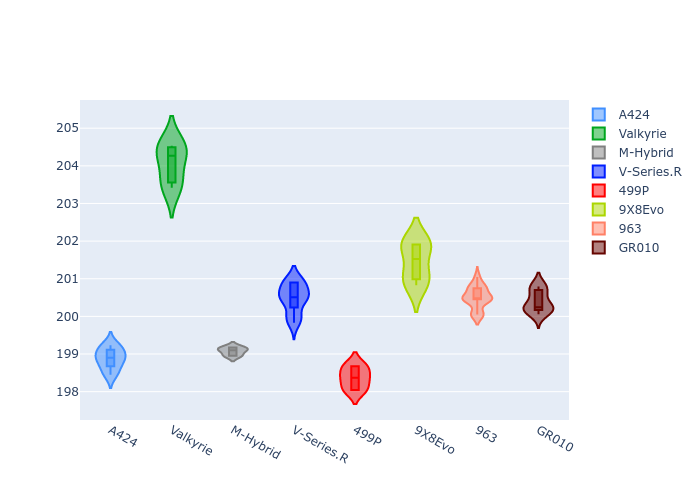 205
204
203
202
201
200
199
198
A424
Valkyrie
M-Hybrid
V-Series.R
499P
9X8Evo
963
GR010
A424
Valkyrie
M-Hybrid
V-Series.R
499P
9X8Evo
963
GR010